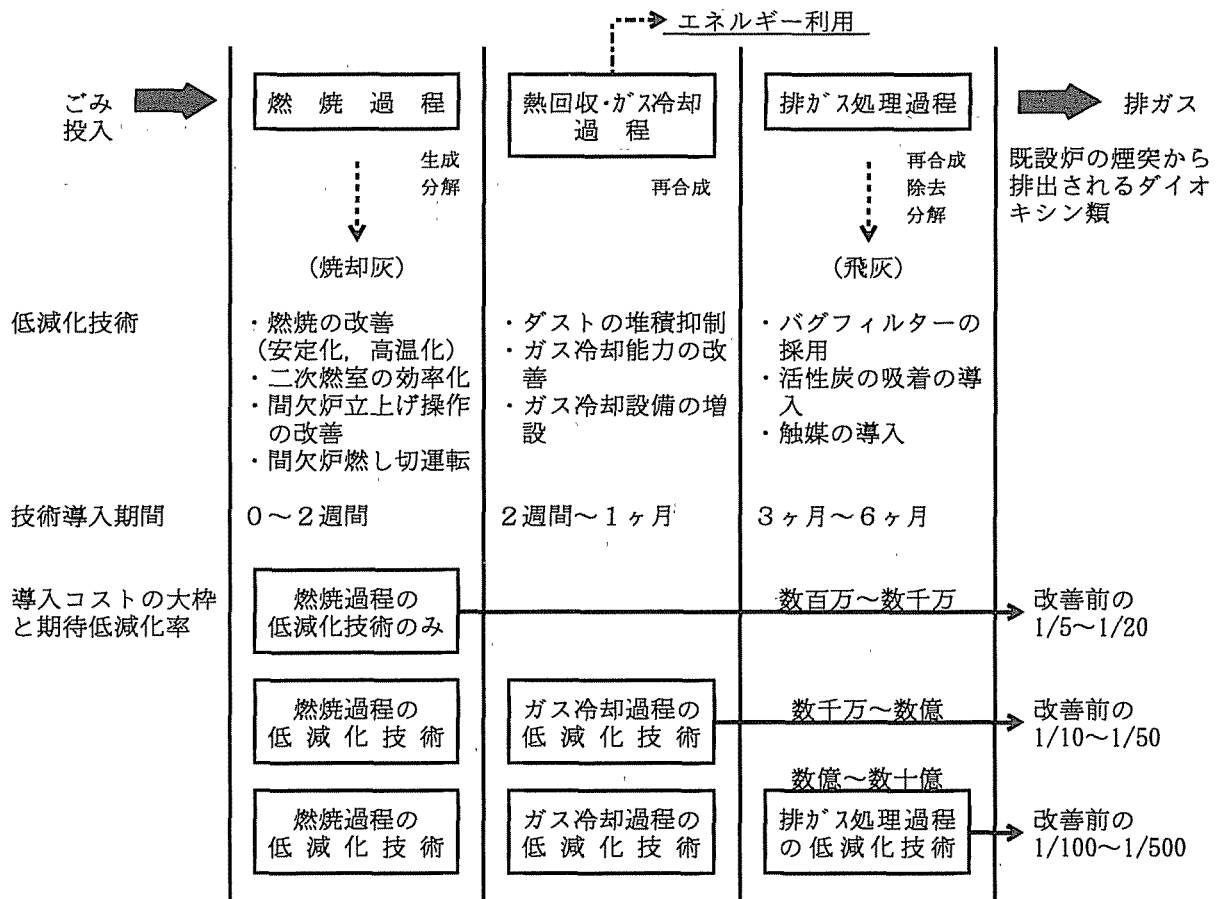 エネルギー利用
ごみ
投入
燃焼過程
熱回収・ガス冷却
過程
排ガス処理過程
排ガス
生成
分解
再合成
再合成
除去
分解
既設炉の煙突から
排出されるダイオ
キシン類
(焼却灰)
(飛灰)
低減化技術
・燃焼の改善
(安定化，高温化)
・二次燃室の効率化
・間欠炉立上げ操作
の改善
・間欠炉燃し切運転
・ダストの堆積抑制
・ガス冷却能力の改
善
・ガス冷却設備の増
設
・バグフィルターの
採用
・活性炭の吸着の導
入
・触媒の導入
技術導入期間
0～2週間
2週間～1ヶ月
3ヶ月～6ヶ月
導入コストの大枠
と期待低減化率
燃焼過程の
低減化技術のみ
数百万～数千万
改善前の
1/5～1/20
燃焼過程の
低減化技術
ガス冷却過程の
低減化技術
数千万～数億
改善前の
1/10～1/50
燃焼過程の
低減化技術
ガス冷却過程の
低減化技術
数億～数十億
排ガス処理過程
の低減化技術
改善前の
1/100～1/500